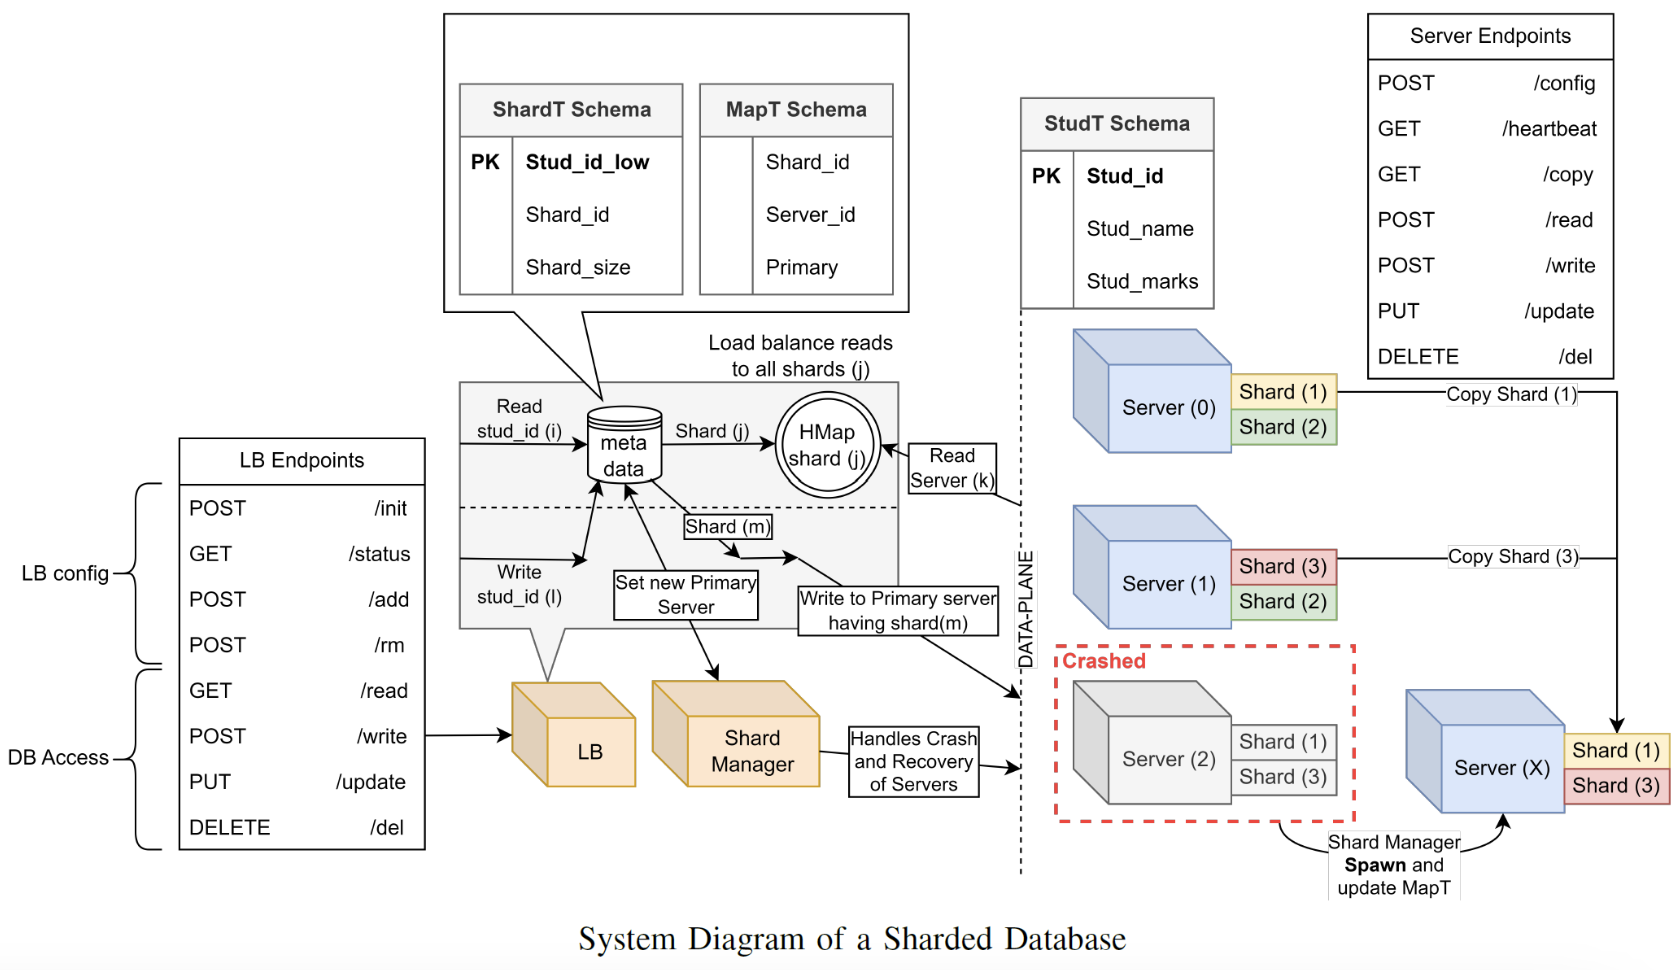 ShardT Schema
PK Stud_id_low
Shard_id
Shard_size
MapT Schema
Shard_id
Server_id
Primary
StudT Schema
PK Stud_id
Stud_name
Stud_marks
Server Endpoints
POST /config
GET /heartbeat
GET /copy
POST /read
POST /write
PUT /update
DELETE /del
Load balance reads
to all shards (j)
Read
stud_id (i)
meta
data
Shard (j)
HMap
shard (j)
Read
Server (k)
Shard (m)
Write
stud_id (l)
Set new Primary
Server
Write to Primary server
having shard(m)
DATA-PLANE
LB Endpoints
POST /init
GET /status
POST /add
POST /rm
GET /read
POST /write
PUT /update
DELETE /del
LB config
DB Access
LB
Shard
Manager
Handles Crash
and Recovery
of Servers
Server (0)
Shard (1)
Shard (2)
Copy Shard (1)
Server (1)
Shard (3)
Shard (2)
Copy Shard (3)
Crashed
Server (2)
Shard (1)
Shard (3)
Server (X)
Shard (1)
Shard (3)
Shard Manager
Spawn and
update MapT
System Diagram of a Sharded Database